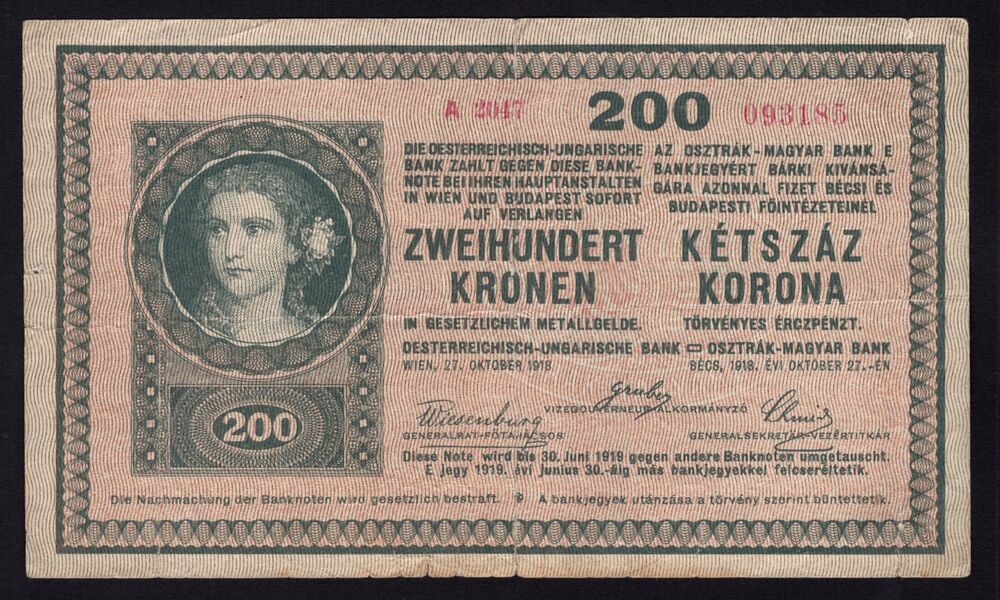 A 2047 200 093185
DIE OESTERREICHISCH-UNGARISCHE
BANK ZAHLT GEGEN DIESE BANK-
NOTE BEI IHREN HAUPTANSTALTEN
IN WIEN UND BUDAPEST SOFORT
AUF VERLANGEN
ZWEIHUNDERT
KRONEN
IN GESETZLICHEM METALLGELDE.
OESTERREICHISCH-UNGARISCHE BANK
WIEN, 27. OKTOBER 1918
AZ OSZTRÁK-MAGYAR BANK E
BANKJEGYÉRT BÁRKI KIVÁNSÁ-
GÁRA AZONNAL FIZET BÉCSI ÉS
BUDAPESTI FŐINTÉZETEINÉL
KÉTSZÁZ
KORONA
TÖRVÉNYES ÉRCZPÉNZT.
OSZTRÁK-MAGYAR BANK
BÉCS, 1918. ÉVI OKTÓBER 27.-ÉN
Wiesenburg
GENERALRAT-FŐTANÁCSOS
Gruber
VIZEGOUVERNEUR ALKORMÁNYZÓ
Schmid
GENERALSEKRETÄR-VEZÉRTITKÁR
Diese Note wird bis 30. Juni 1919 gegen andere Banknoten umgetauscht.
E jegy 1919. évi junius 30.-áig más bankjegyekkel felcseréltetik.
200
Die Nachmachung der Banknoten wird gesetzlich bestraft.
A bankjegyek utánzása a törvény szerint büntettetik.